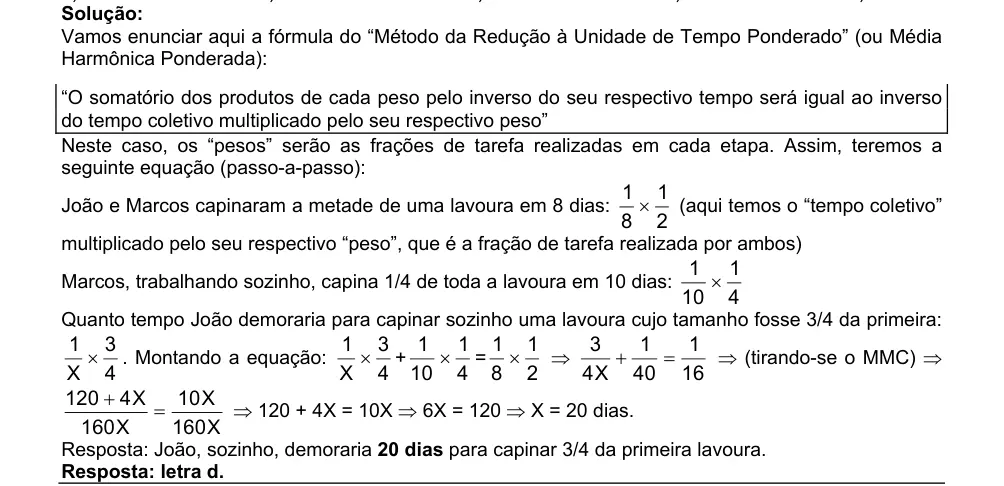 Solução:
Vamos enunciar aqui a fórmula do “Método da Redução à Unidade de Tempo Ponderado” (ou Média
Harmônica Ponderada):
“O somatório dos produtos de cada peso pelo inverso do seu respectivo tempo será igual ao inverso
do tempo coletivo multiplicado pelo seu respectivo peso”
Neste caso, os “pesos” serão as frações de tarefa realizadas em cada etapa. Assim, teremos a
seguinte equação (passo-a-passo):
João e Marcos capinaram a metade de uma lavoura em 8 dias: 1/8 × 1/2 (aqui temos o “tempo coletivo”
multiplicado pelo seu respectivo “peso”, que é a fração de tarefa realizada por ambos)
Marcos, trabalhando sozinho, capina 1/4 de toda a lavoura em 10 dias: 1/10 × 1/4
Quanto tempo João demoraria para capinar sozinho uma lavoura cujo tamanho fosse 3/4 da primeira:
1/X × 3/4. Montando a equação: 1/X × 3/4 + 1/10 × 1/4 = 1/8 × 1/2 ⇒ 3/4X + 1/40 = 1/16 ⇒ (tirando-se o MMC) ⇒
120 + 4X/160X = 10X/160X ⇒ 120 + 4X = 10X ⇒ 6X = 120 ⇒ X = 20 dias.
Resposta: João, sozinho, demoraria 20 dias para capinar 3/4 da primeira lavoura.
Resposta: letra d.